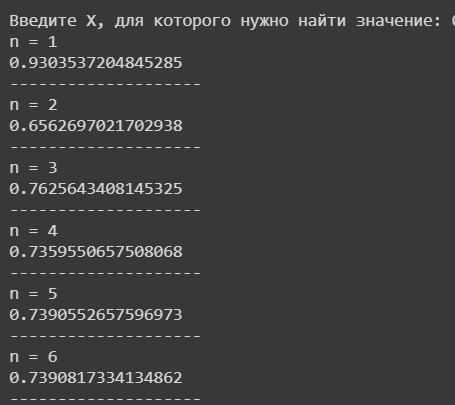 Введите X, для которого нужно найти значение:
n = 1
0.9303537204845285
--------------------
n = 2
0.6562697021702938
--------------------
n = 3
0.7625643408145325
--------------------
n = 4
0.7359550657508068
--------------------
n = 5
0.7390552657596973
--------------------
n = 6
0.7390817334134862
--------------------